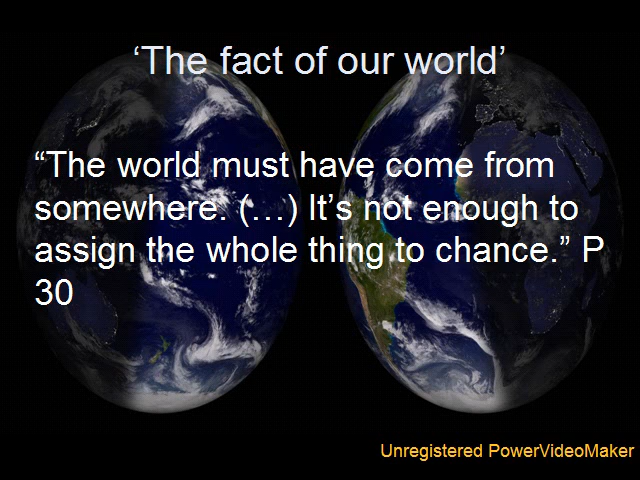 ‘The fact of our world’
“The world must have come from
somewhere. (…) It’s not enough to
assign the whole thing to chance.” P
30
Unregistered PowerVideoMaker